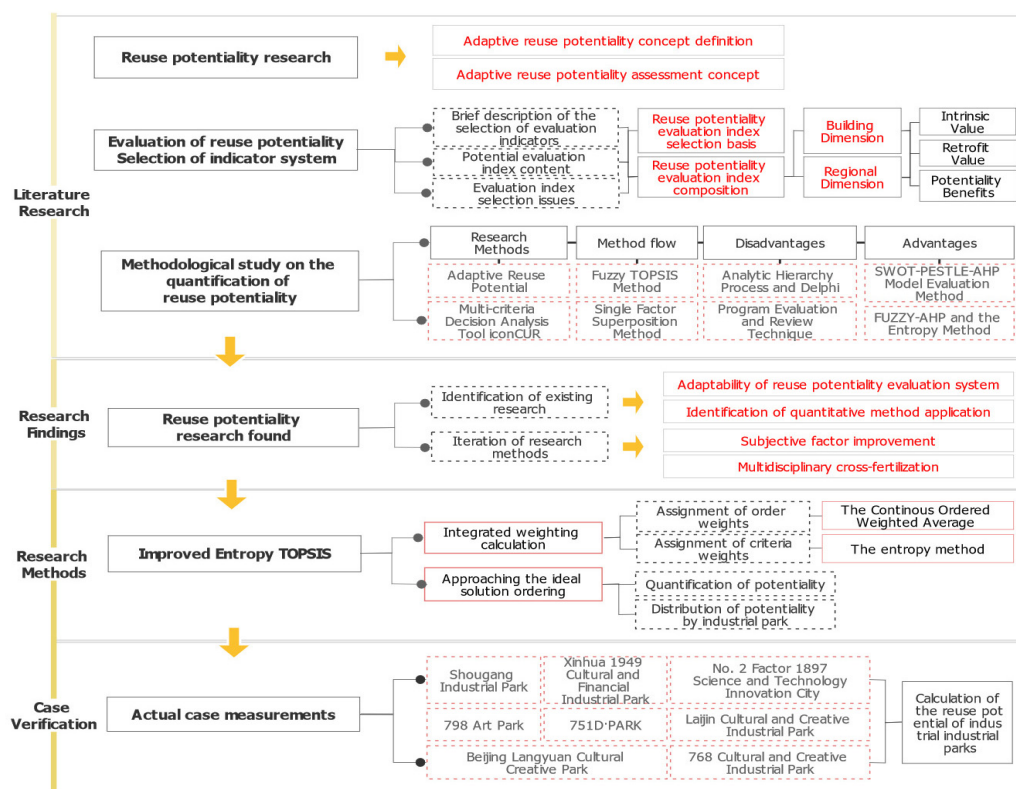 Literature
Research
Reuse potentiality research
Adaptive reuse potentiality concept definition
Adaptive reuse potentiality assessment concept
Evaluation of reuse potentiality
Selection of indicator system
Brief description of the
selection of evaluation
indicators
Potential evaluation
index content
Evaluation index
selection issues
Reuse potentiality
evaluation index
selection basis
Reuse potentiality
evaluation index
composition
Building
Dimension
Regional
Dimension
Intrinsic
Value
Retrofit
Value
Potentiality
Benefits
Methodological study on the
quantification of
reuse potentiality
Research
Methods
Method flow
Disadvantages
Advantages
Adaptive Reuse
Potential
Fuzzy TOPSIS
Method
Analytic Hierarchy
Process and Delphi
SWOT-PESTLE-AHP
Model Evaluation
Method
Multi-criteria
Decision Analysis
Tool iconCUR
Single Factor
Superposition
Method
Program Evaluation
and Review
Technique
FUZZY-AHP and the
Entropy Method
Research
Findings
Reuse potentiality
research found
Identification of existing
research
Iteration of research
methods
Adaptability of reuse potentiality evaluation system
Identification of quantitative method application
Subjective factor improvement
Multidisciplinary cross-fertilization
Research
Methods
Improved Entropy TOPSIS
Integrated weighting
calculation
Approaching the ideal
solution ordering
Assignment of order
weights
Assignment of criteria
weights
The Continous Ordered
Weighted Average
The entropy method
Quantification of potentiality
Distribution of potentiality
by industrial park
Case
Verification
Actual case measurements
Shougang
Industrial Park
Xinhua 1949
Cultural and
Financial
Industrial Park
No. 2 Factor 1897
Science and Technology
Innovation City
798 Art Park
751D·PARK
Laijin Cultural and Creative
Industrial Park
Beijing Langyuan Cultural
Creative Park
768 Cultural and Creative
Industrial Park
Calculation of
the reuse pot
ential of indus
trial industrial
parks